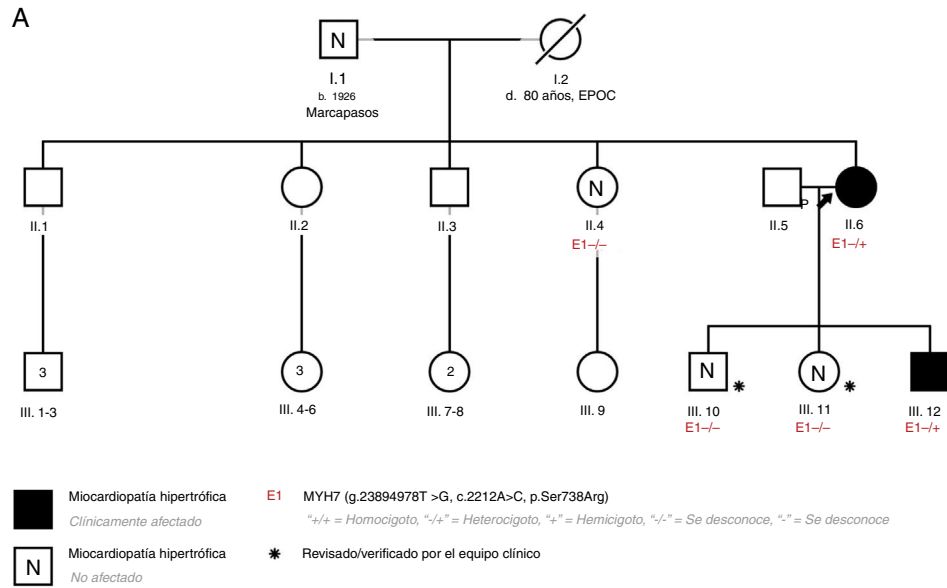 A
N
I.1
b. 1926
Marcapasos
I.2
d. 80 años, EPOC
II.1
II.2
II.3
N
II.4
E1–/–
II.5
P
II.6
E1–/+
3
III. 1-3
3
III. 4-6
2
III. 7-8
III. 9
N
*
III. 10
E1–/–
N
*
III. 11
E1–/–
III. 12
E1–/+
Miocardiopatía hipertrófica
Clínicamente afectado
E1 MYH7 (g.23894978T >G, c.2212A>C, p.Ser738Arg)
“+/+ = Homocigoto, “-/+” = Heterocigoto, “+” = Hemicigoto, “-/-” = Se desconoce, “-” = Se desconoce
N
Miocardiopatía hipertrófica
No afectado
* Revisado/verificado por el equipo clínico